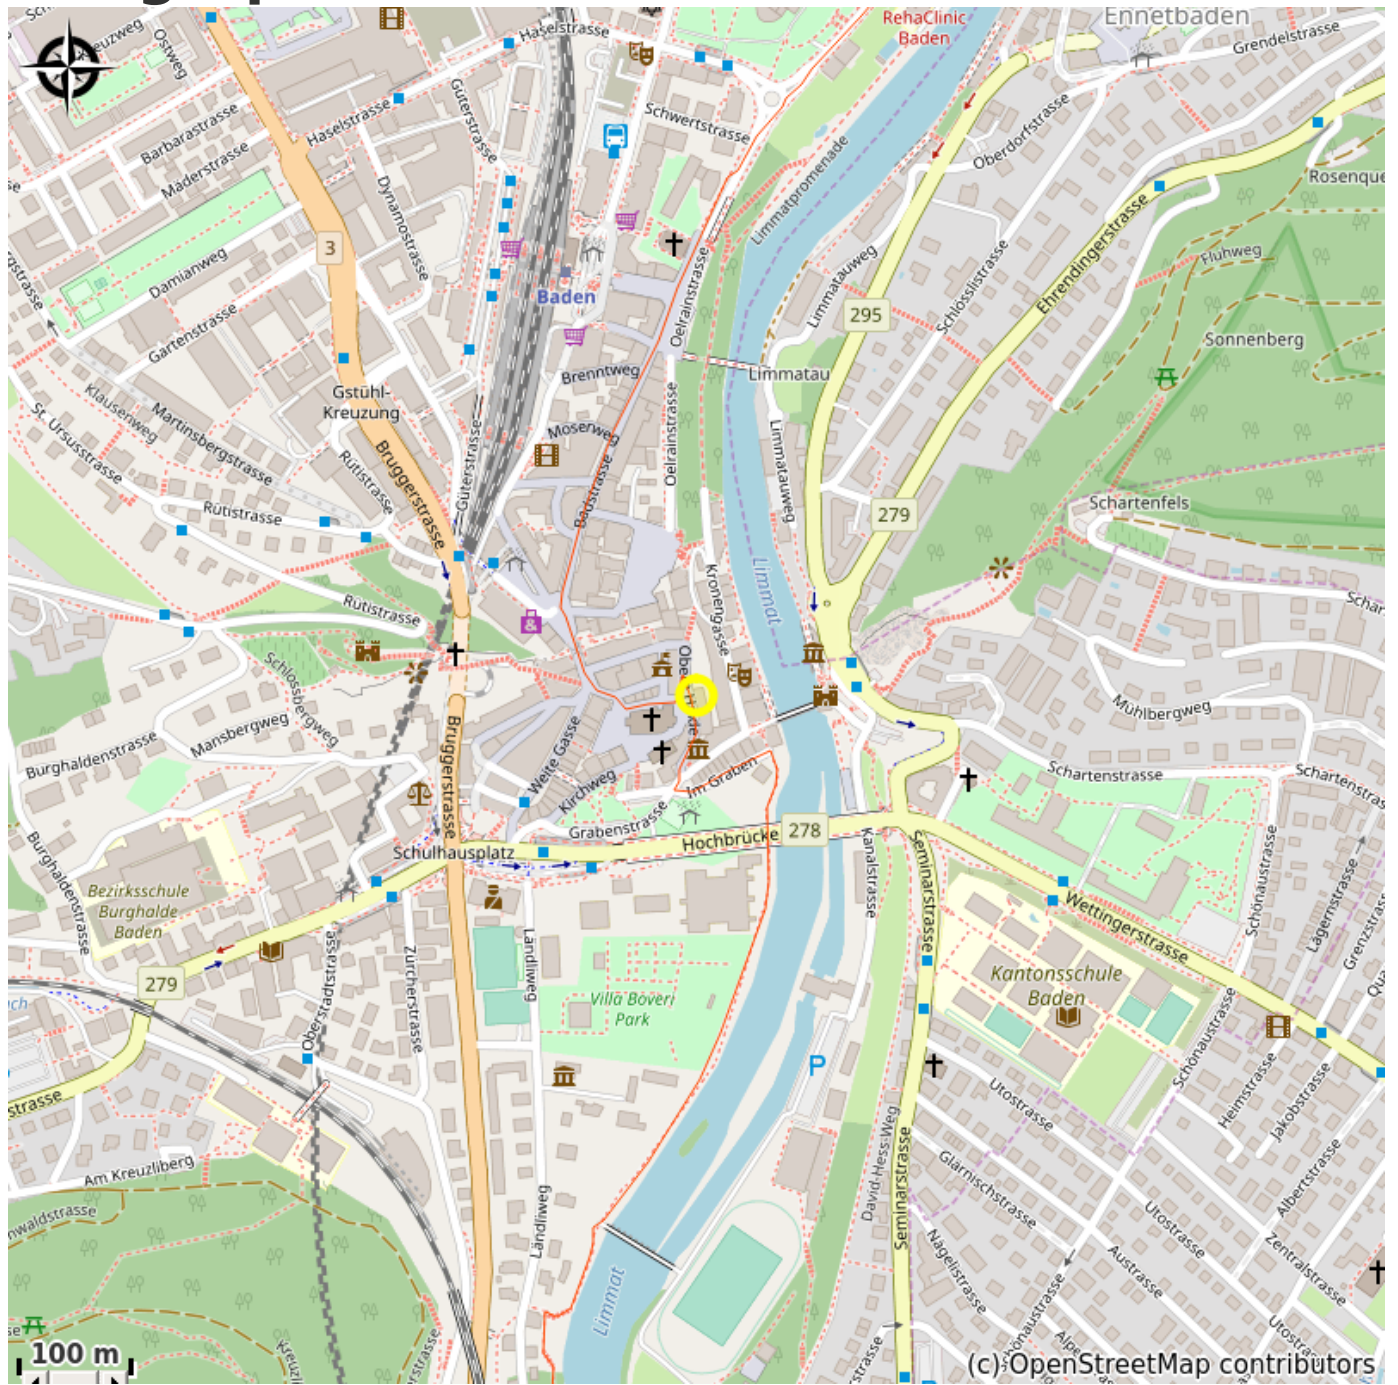 RehaClinic
Baden
Ennetbaden
Haselstrasse
Grendelstrasse
Ostweg
Güterstrasse
Schwertstrasse
Barbarastrasse
Haselstrasse
Oberdorfstrasse
Mäderstrasse
Limmatpromenade
Dynamostrasse
3
Damianweg
Fluhweg
Schlösslistrasse
Ehrendingerstrasse
Limmatauweg
Oelrainstrasse
Baden
295
Gartenstrasse
Sonnenberg
Brenntweg
Limmatau
Gstühl-
Kreuzung
Klausenweg
Martinsbergstrasse
St. Ursusstrasse
Moserweg
Oelrainstrasse
Rütistrasse
Bruggerstrasse
Güterstrasse
Badstrasse
Limmatauweg
Schartenfels
279
Rütistrasse
Limmat
Kronengasse
Rütistrasse
Schlossbergweg
Mühlbergweg
Mansbergweg
Burghaldenstrasse
Bruggerstrasse
Weite Gasse
Kirchweg
Im Graben
Schartenstrasse
Grabenstrasse
Hochbrücke
278
Schulhausplatz
Burghaldenstrasse
Bezirksschule
Burghalde
Baden
Kanalstrasse
Seminarstrasse
Wettingerstrasse
Schönaustrasse
Lägernstrasse
Grenzstrasse
279
Oberstadtstrasse
Zürcherstrasse
Ländliweg
Villa Boveri
Park
Kantonsschule
Baden
Schönaustrasse
P
Utostrasse
Heimstrasse
Jakobstrasse
Am Kreuzliberg
David-Hess-Weg
Seminarstrasse
Glärnischstrasse
Albertstrasse
Ländliweg
Utostrasse
Nägelistrasse
Austrasse
Zentralstrasse
Limmat
100 m
(c) OpenStreetMap contributors